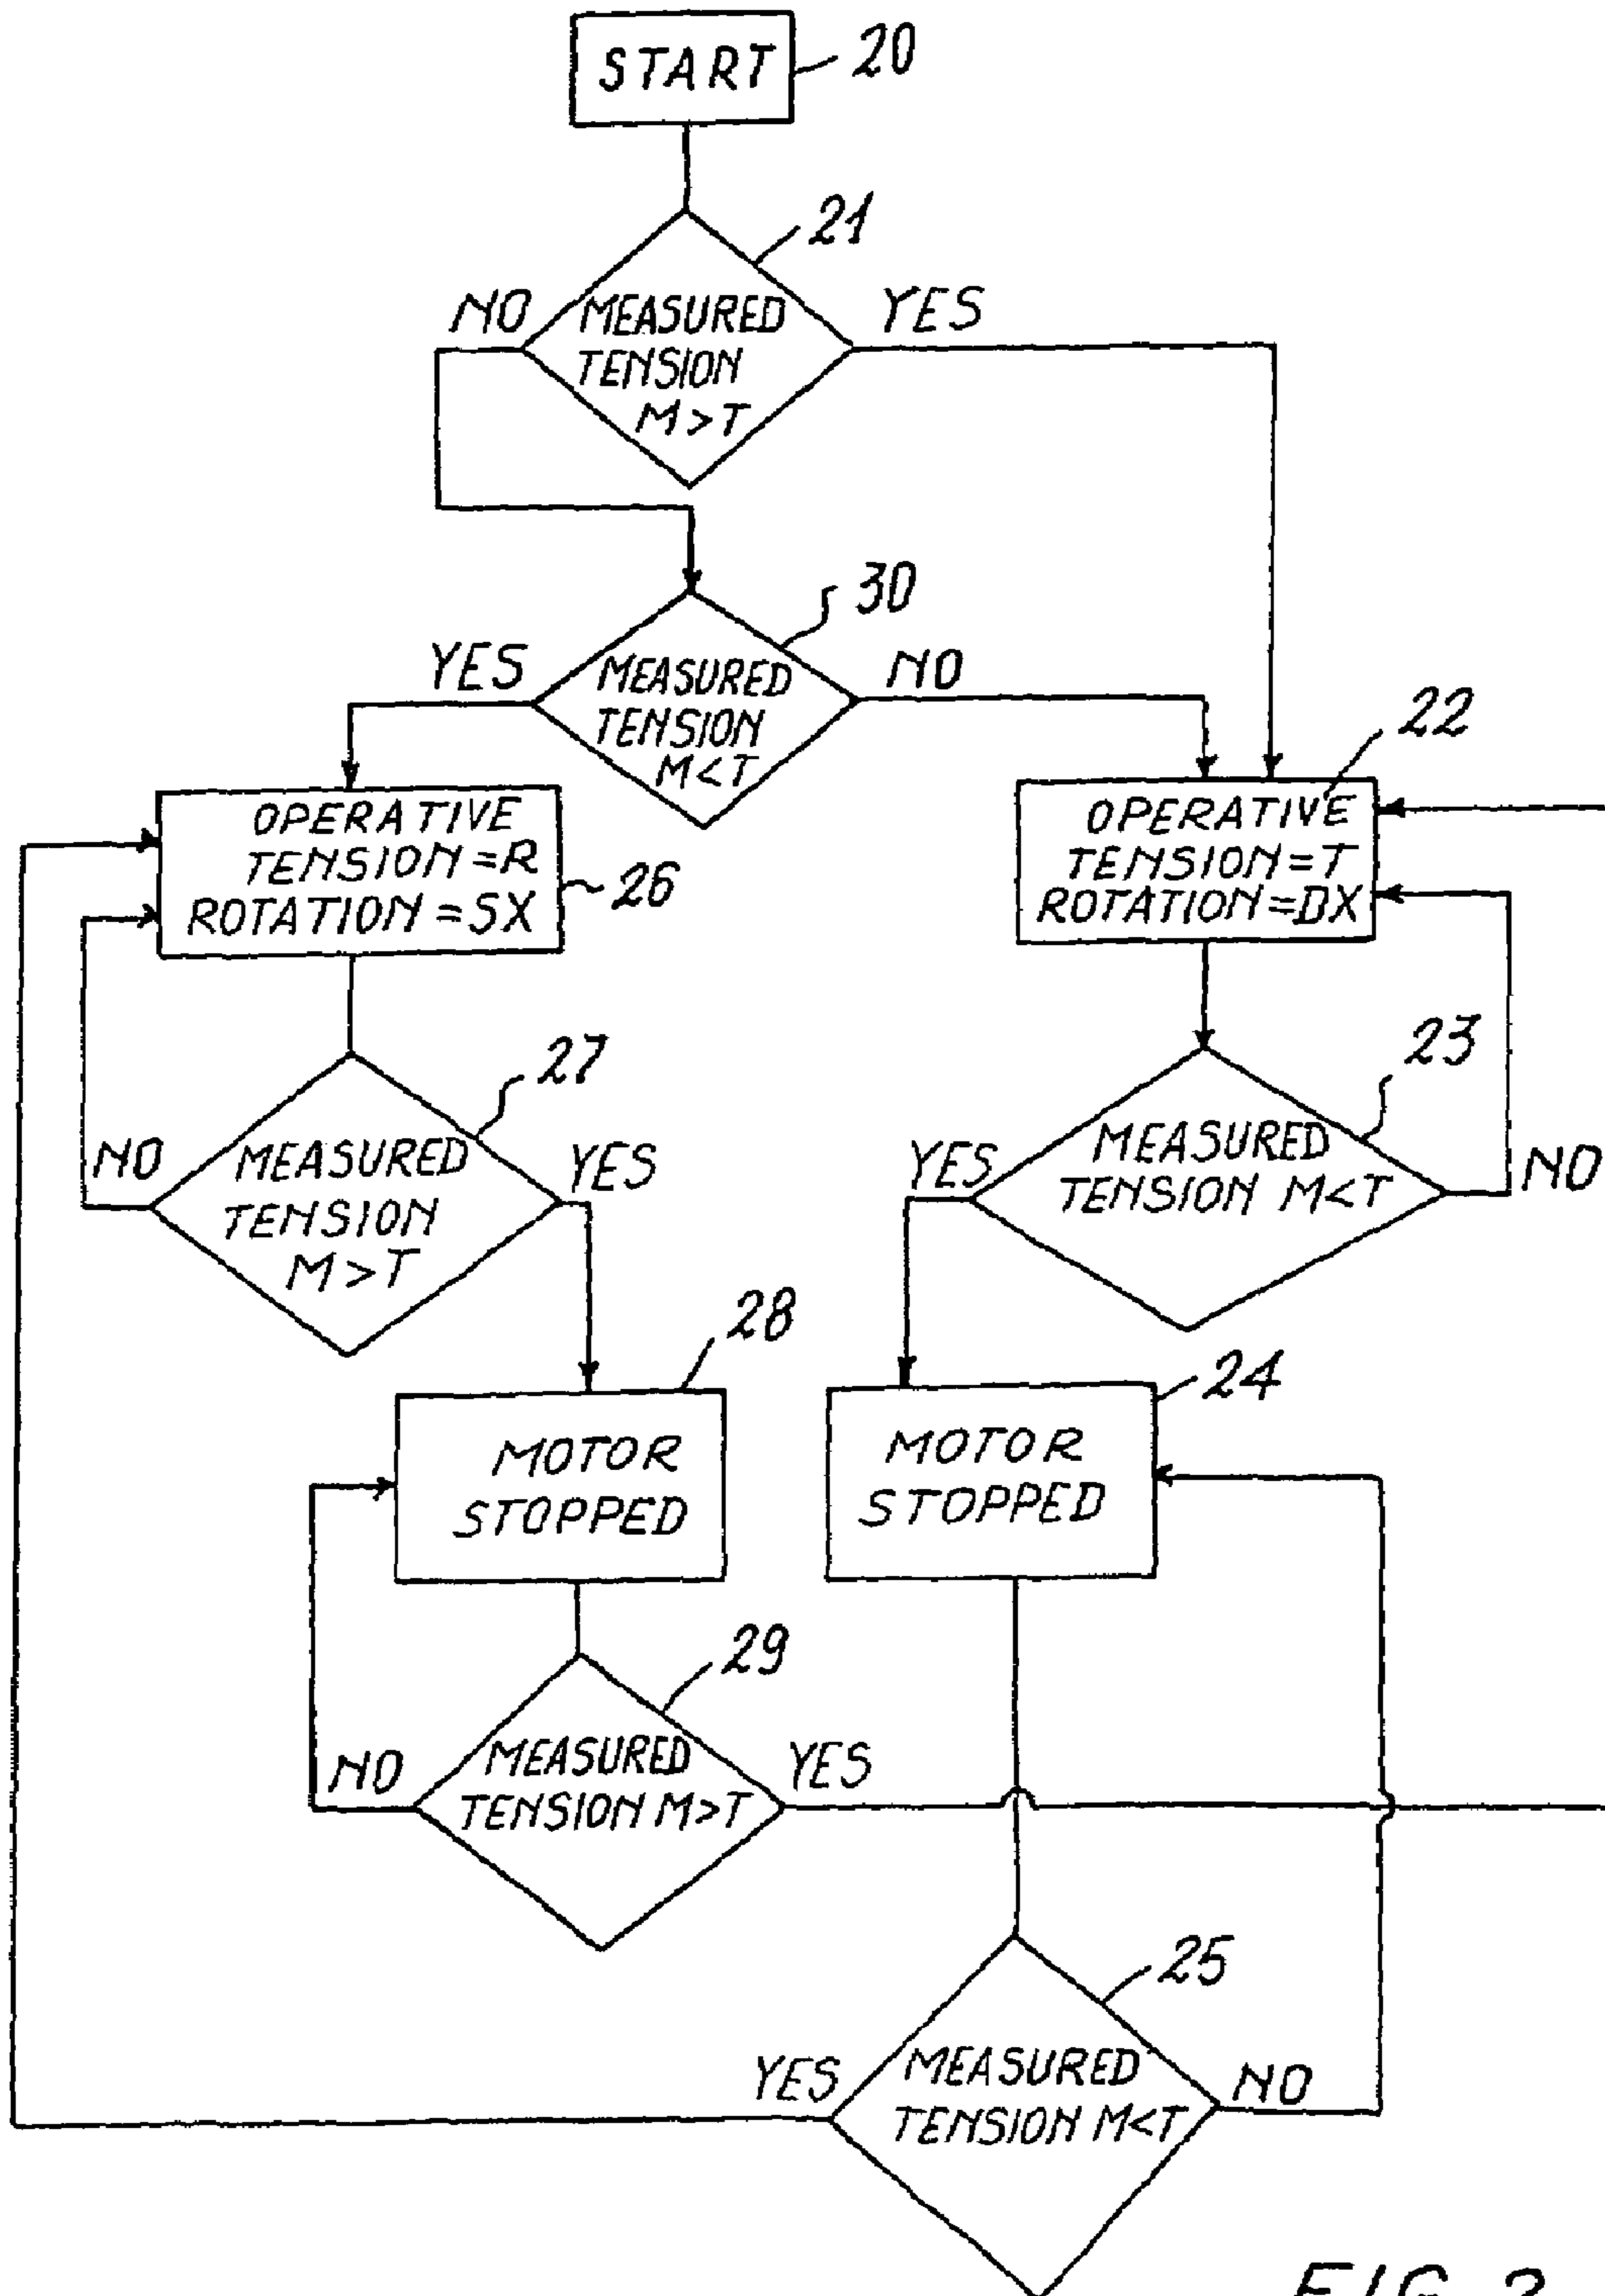 START
20
21
NO
YES
MEASURED
TENSION
M>T
30
YES
NO
MEASURED
TENSION
M<T
22
OPERATIVE
TENSION=R
ROTATION=SX
26
OPERATIVE
TENSION=T
ROTATION=DX
27
23
NO
MEASURED
TENSION
M>T
YES
YES
MEASURED
TENSION M<T
NO
28
24
MOTOR
STOPPED
MOTOR
STOPPED
29
NO
MEASURED
TENSION M>T
YES
25
YES
MEASURED
TENSION M<T
NO